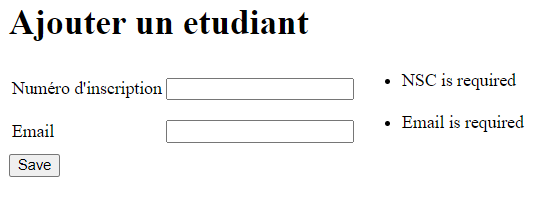 Ajouter un etudiant
Numéro d'inscription
• NSC is required
Email
• Email is required
Save